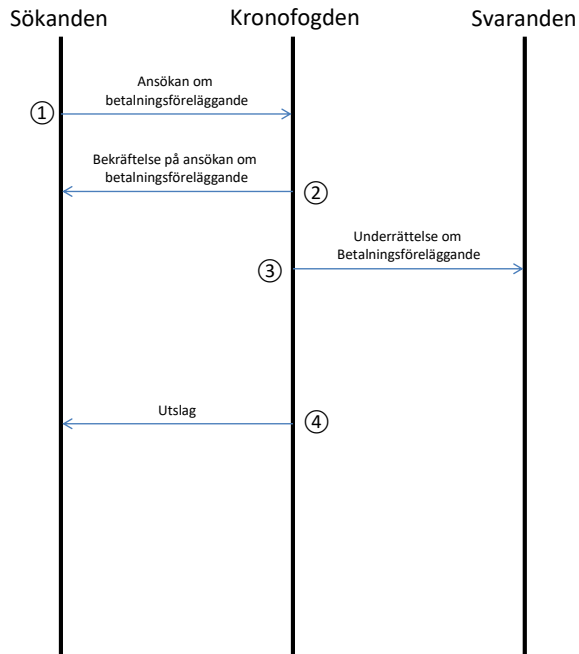 Sökanden Kronofogden Svaranden
Ansökan om
betalningsföreläggande
①
Bekräftelse på ansökan om
betalningsföreläggande
②
Underrättelse om
Betalningsföreläggande
③
Utslag
④